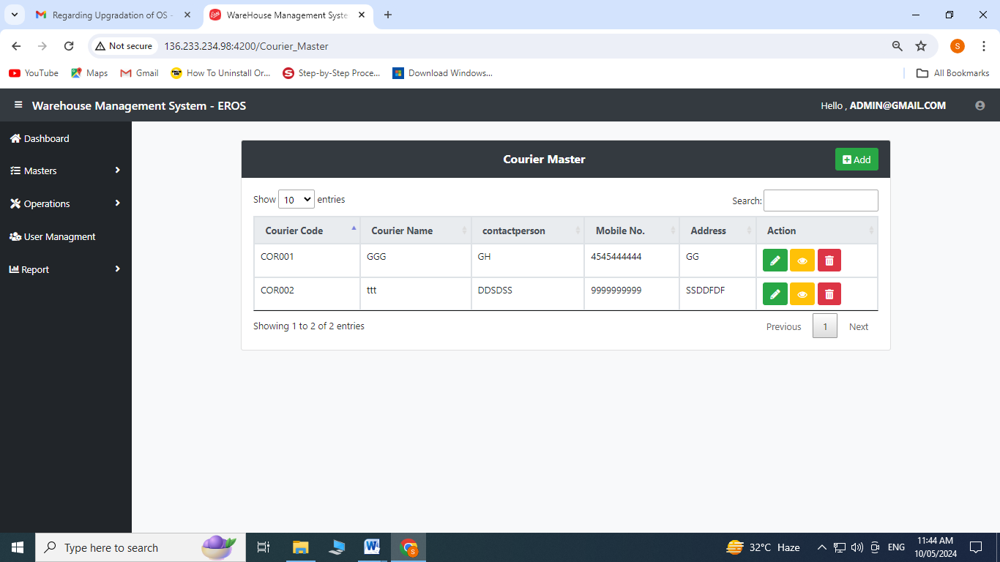 Regarding Upgradation of OS -
WareHouse Management Syste
Not secure 136.233.234.98:4200/Courier_Master
S
YouTube Maps Gmail How To Uninstall Or... Step-by-Step Proce... Download Windows... All Bookmarks
Warehouse Management System - EROS
Hello , ADMIN@GMAIL.COM
Dashboard
Masters
Operations
User Managment
Report
Courier Master
Add
Show 10 entries
Search:
Courier Code Courier Name contactperson Mobile No. Address Action
COR001 GGG GH 4545444444 GG
COR002 ttt DDSDSS 9999999999 SSDDFDF
Showing 1 to 2 of 2 entries
Previous 1 Next
Type here to search
32°C Haze
ENG
11:44 AM
10/05/2024